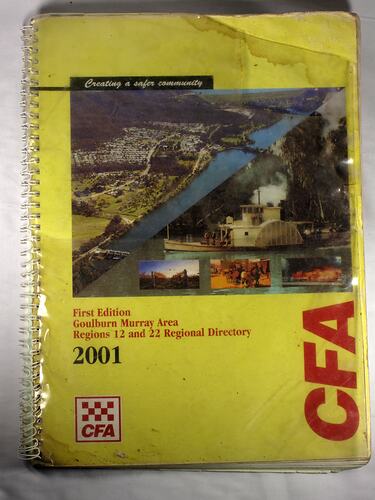 Creating a safer community
First Edition
Goulburn Murray Area
Regions 12 and 22 Regional Directory
2001
CFA
CFA